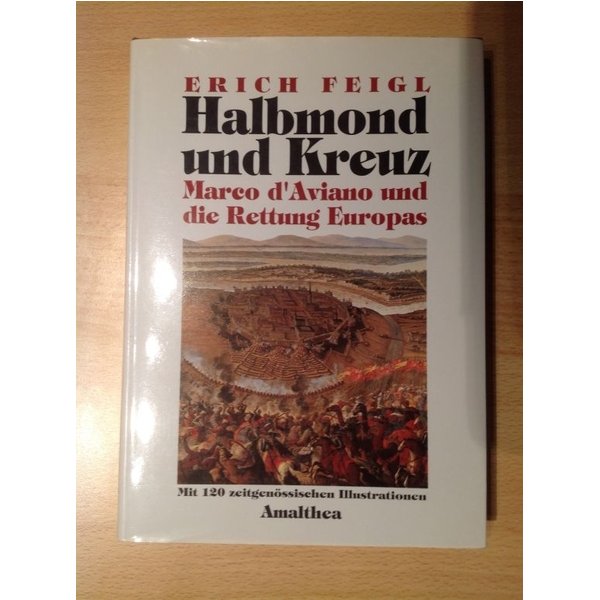 ERICH FEIGL
Halbmond
und Kreuz
Marco d'Aviano und
die Rettung Europas
Mit 120 zeitgenössischen Illustrationen
Amalthea